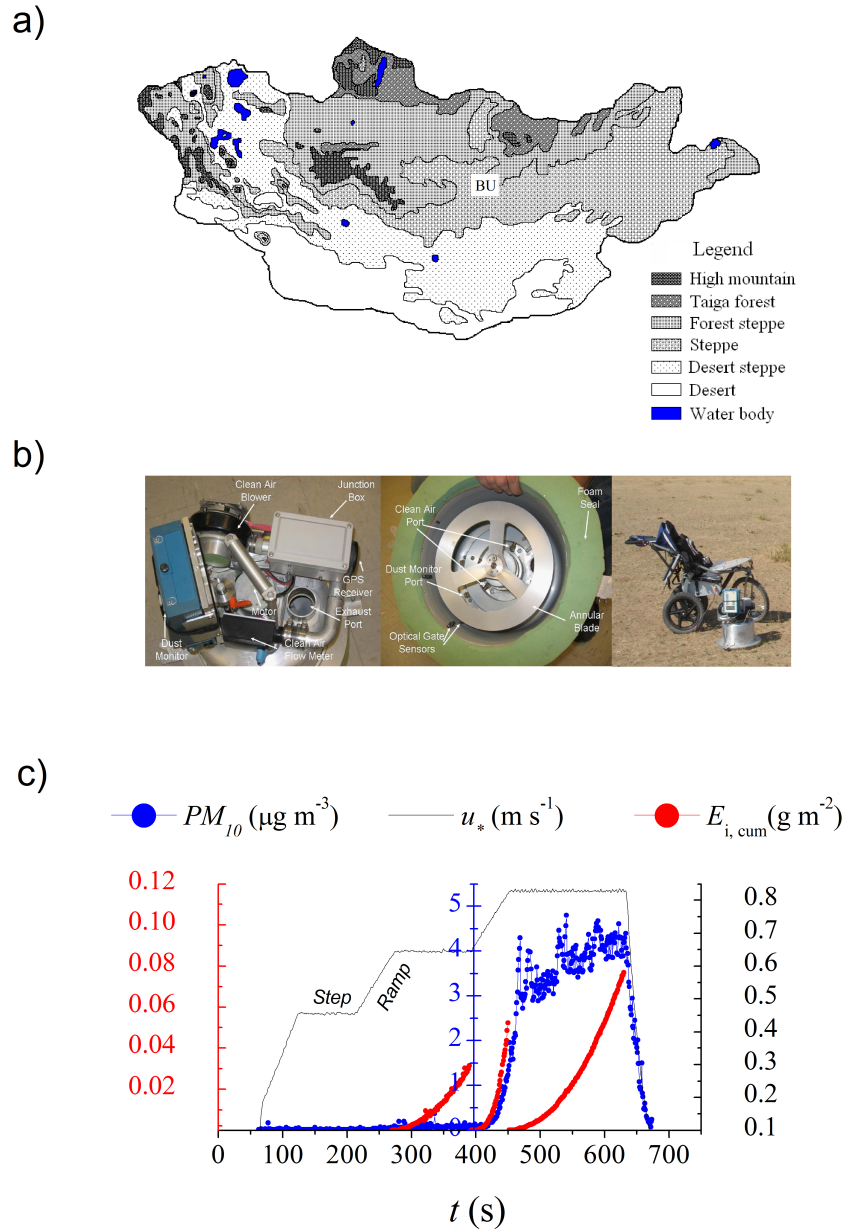 a)
BU
Legend
High mountain
Taiga forest
Forest steppe
Steppe
Desert steppe
Desert
Water body
b)
Clean Air
Blower
Junction
Box
GPS
Receiver
Motor
Exhaust
Port
Dust
Monitor
Clean Air
Flow Meter
Clean Air
Port
Foam
Seal
Dust Monitor
Port
Annular
Blade
Optical Gate
Sensors
c)
PM10 (μg m-3)
u* (m s-1)
Ei, cum(g m-2)
0.12
0.10
0.08
0.06
0.04
0.02
5
4
3
2
1
0
0.8
0.7
0.6
0.5
0.4
0.3
0.2
0.1
Step
Ramp
0 100 200 300 400 500 600 700
t (s)